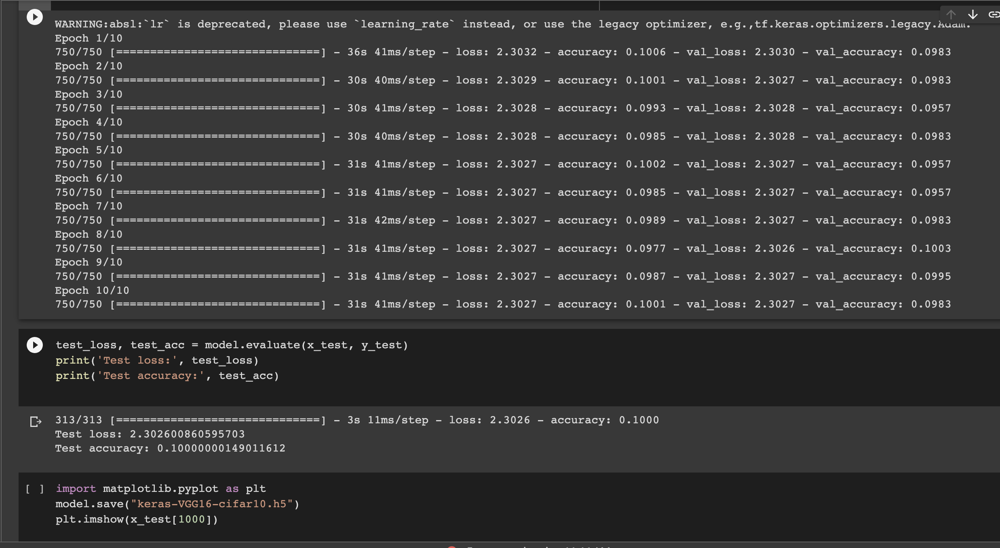 WARNING:absl:`lr` is deprecated, please use `learning_rate` instead, or use the legacy optimizer, e.g.,tf.keras.optimizers.legacy.Adam.
Epoch 1/10
750/750 [==============================] - 36s 41ms/step - loss: 2.3032 - accuracy: 0.1006 - val_loss: 2.3030 - val_accuracy: 0.0983
Epoch 2/10
750/750 [==============================] - 30s 40ms/step - loss: 2.3029 - accuracy: 0.1001 - val_loss: 2.3027 - val_accuracy: 0.0983
Epoch 3/10
750/750 [==============================] - 30s 41ms/step - loss: 2.3028 - accuracy: 0.0993 - val_loss: 2.3028 - val_accuracy: 0.0957
Epoch 4/10
750/750 [==============================] - 30s 40ms/step - loss: 2.3028 - accuracy: 0.0985 - val_loss: 2.3028 - val_accuracy: 0.0983
Epoch 5/10
750/750 [==============================] - 31s 41ms/step - loss: 2.3027 - accuracy: 0.1002 - val_loss: 2.3027 - val_accuracy: 0.0957
Epoch 6/10
750/750 [==============================] - 31s 41ms/step - loss: 2.3027 - accuracy: 0.0985 - val_loss: 2.3027 - val_accuracy: 0.0957
Epoch 7/10
750/750 [==============================] - 31s 42ms/step - loss: 2.3027 - accuracy: 0.0989 - val_loss: 2.3027 - val_accuracy: 0.0983
Epoch 8/10
750/750 [==============================] - 31s 41ms/step - loss: 2.3027 - accuracy: 0.0977 - val_loss: 2.3026 - val_accuracy: 0.1003
Epoch 9/10
750/750 [==============================] - 31s 41ms/step - loss: 2.3027 - accuracy: 0.0987 - val_loss: 2.3027 - val_accuracy: 0.0995
Epoch 10/10
750/750 [==============================] - 31s 41ms/step - loss: 2.3027 - accuracy: 0.1001 - val_loss: 2.3027 - val_accuracy: 0.0983
test_loss, test_acc = model.evaluate(x_test, y_test)
print('Test loss:', test_loss)
print('Test accuracy:', test_acc)
313/313 [==============================] - 3s 11ms/step - loss: 2.3026 - accuracy: 0.1000
Test loss: 2.302600860595703
Test accuracy: 0.10000000149011612
[ ] import matplotlib.pyplot as plt
model.save("keras-VGG16-cifar10.h5")
plt.imshow(x_test[1000])